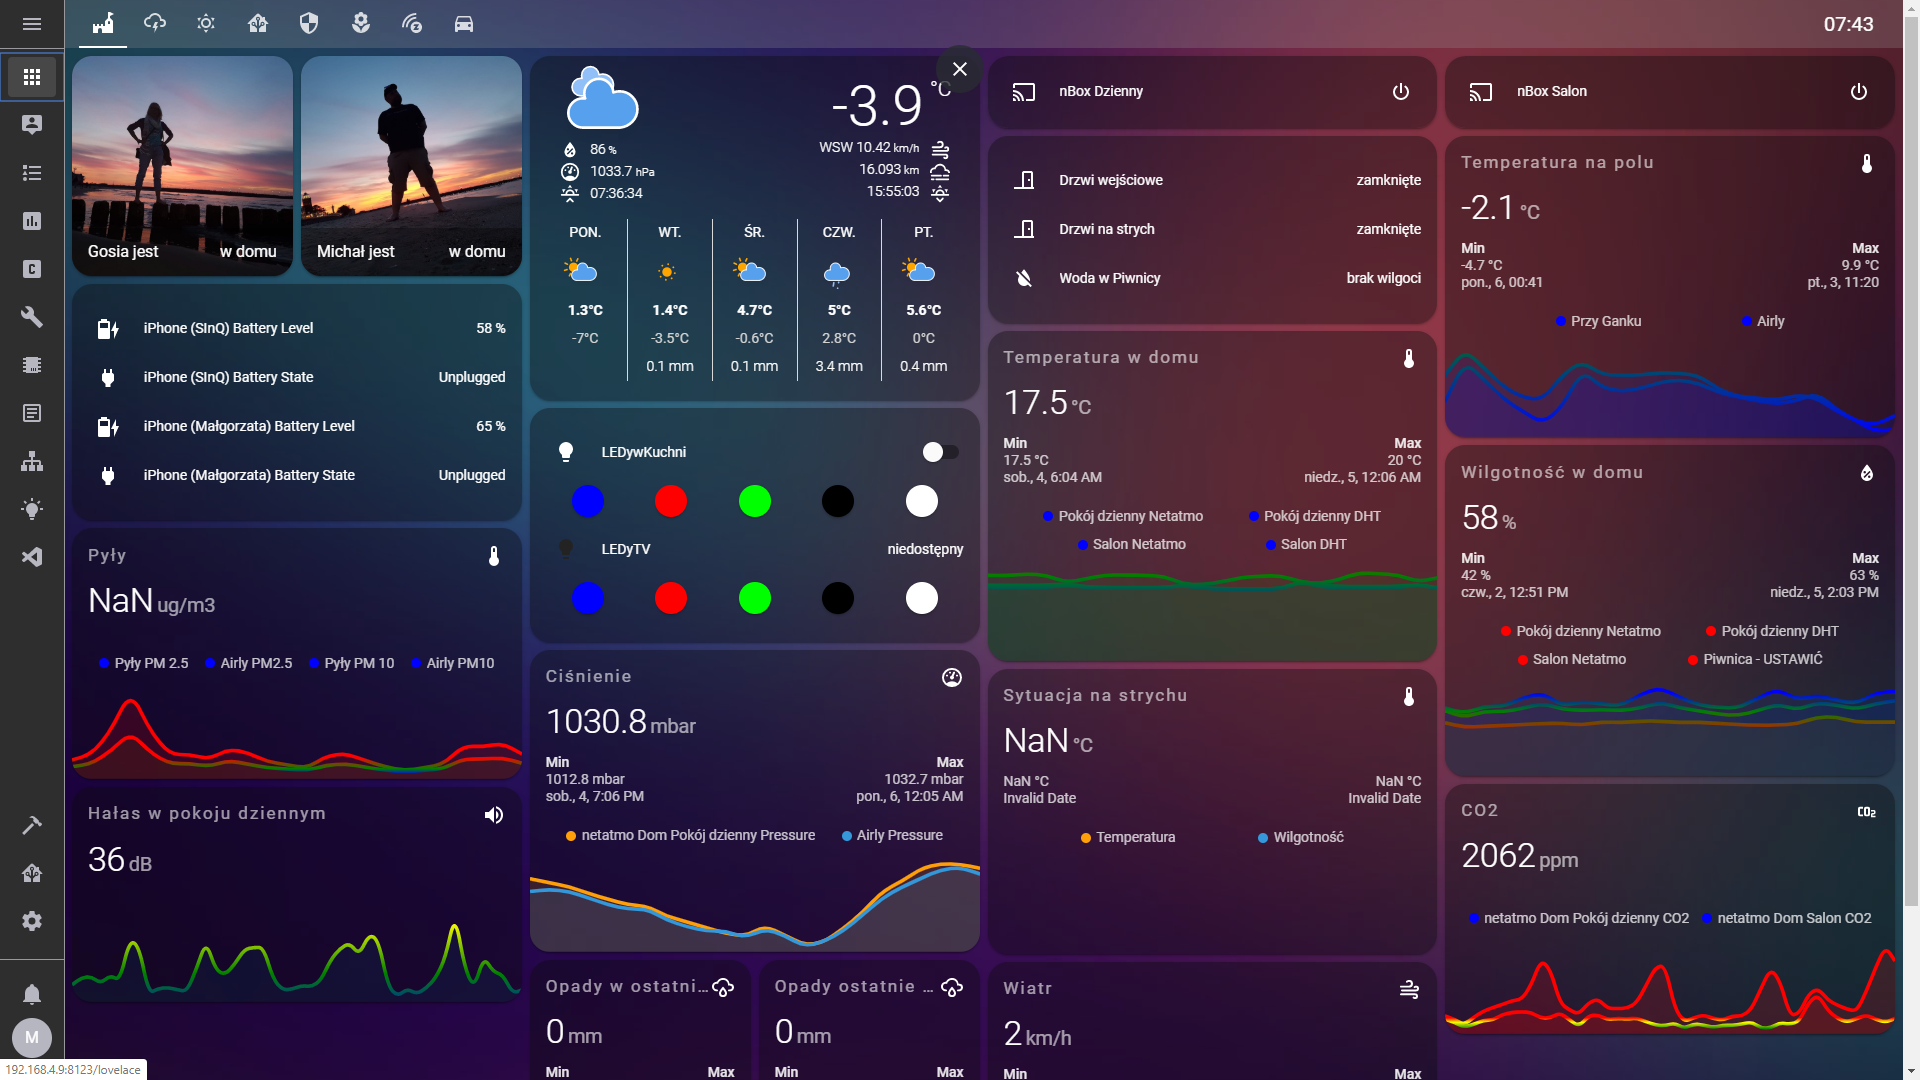 07:43
Gosia jest w domu
Michał jest w domu
iPhone (SInQ) Battery Level 58 %
iPhone (SInQ) Battery State Unplugged
iPhone (Małgorzata) Battery Level 65 %
iPhone (Małgorzata) Battery State Unplugged
Pyły
NaN ug/m3
Pyły PM 2.5 Airly PM2.5 Pyły PM 10 Airly PM10
Hałas w pokoju dziennym
36 dB
-3.9 °C
86 %
1033.7 hPa
07:36:34
WSW 10.42 km/h
16.093 km
15:55:03
PON. WT. ŚR. CZW. PT.
1.3°C 1.4°C 4.7°C 5°C 5.6°C
-7°C -3.5°C -0.6°C 2.8°C 0°C
0.1 mm 0.1 mm 3.4 mm 0.4 mm
LEDywKuchni
LEDyTV niedostępny
Ciśnienie
1030.8 mbar
Min Max
1012.8 mbar 1032.7 mbar
sob., 4, 7:06 PM pon., 6, 12:05 AM
netatmo Dom Pokój dzienny Pressure Airly Pressure
Opady w ostatni...
0 mm
Min Max
Opady ostatnie ...
0 mm
Min Max
nBox Dzienny
Drzwi wejściowe zamknięte
Drzwi na strych zamknięte
Woda w Piwnicy brak wilgoci
Temperatura w domu
17.5 °C
Min Max
17.5 °C 20 °C
sob., 4, 6:04 AM niedz., 5, 12:06 AM
Pokój dzienny Netatmo Pokój dzienny DHT
Salon Netatmo Salon DHT
Sytuacja na strychu
NaN °C
NaN °C NaN °C
Invalid Date Invalid Date
Temperatura Wilgotność
Wiatr
2 km/h
Min Max
nBox Salon
Temperatura na polu
-2.1 °C
Min Max
-4.7 °C 9.9 °C
pon., 6, 00:41 pt., 3, 11:20
Przy Ganku Airly
Wilgotność w domu
58 %
Min Max
42 % 63 %
czw., 2, 12:51 PM niedz., 5, 2:03 PM
Pokój dzienny Netatmo Pokój dzienny DHT
Salon Netatmo Piwnica - USTAWIĆ
CO2
CO2
2062 ppm
netatmo Dom Pokój dzienny CO2 netatmo Dom Salon CO2
C
M
192.168.4.9:8123/lovelace